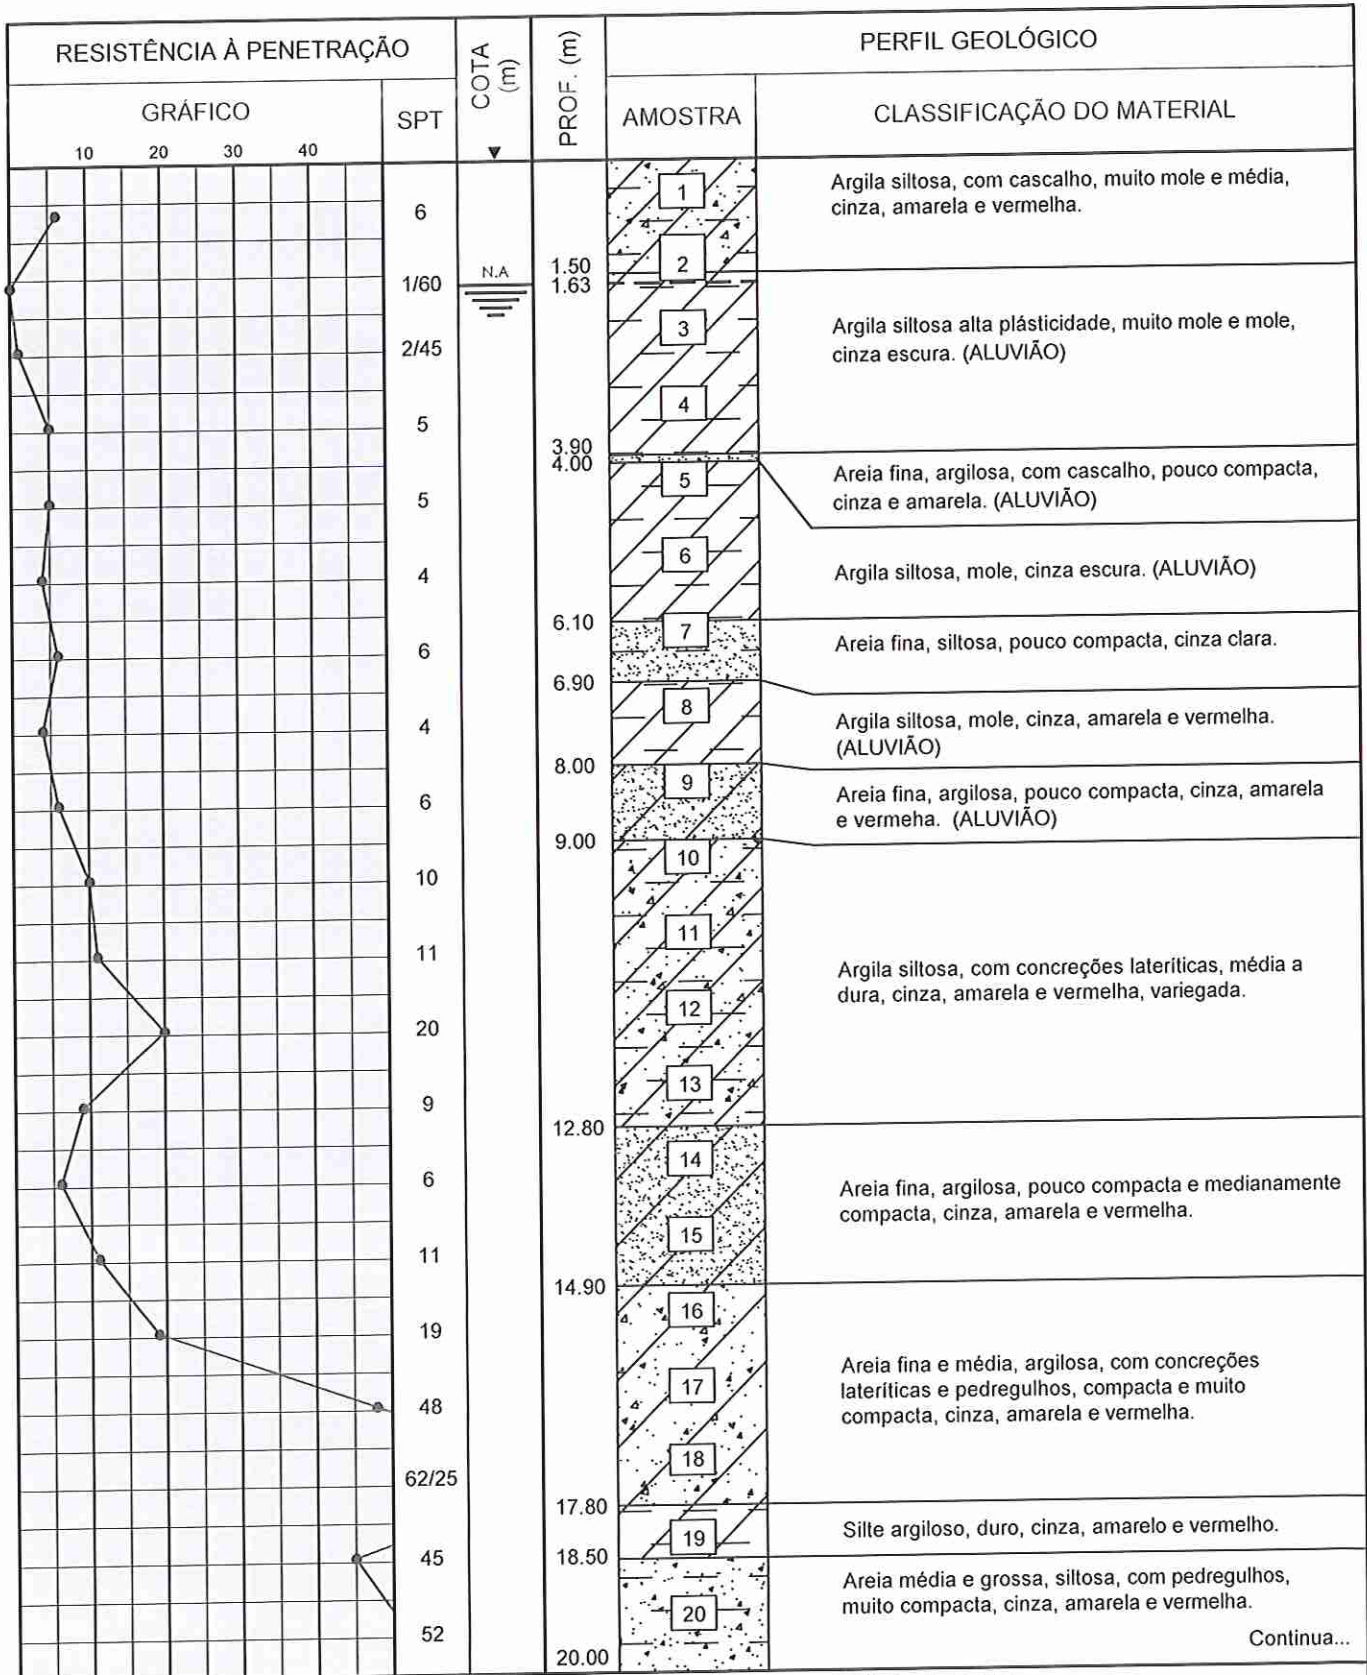 RESISTÊNCIA À PENETRAÇÃO
COTA (m)
PROF. (m)
PERFIL GEOLÓGICO
GRÁFICO
SPT
AMOSTRA
CLASSIFICAÇÃO DO MATERIAL
10 20 30 40
6
1/60
2/45
5
5
4
6
4
6
10
11
20
9
6
11
19
48
62/25
45
52
N.A
1.50
1.63
3.90
4.00
6.10
6.90
8.00
9.00
12.80
14.90
17.80
18.50
20.00
1
2
3
4
5
6
7
8
9
10
11
12
13
14
15
16
17
18
19
20
Argila siltosa, com cascalho, muito mole e média,
cinza, amarela e vermelha.
Argila siltosa alta plásticidade, muito mole e mole,
cinza escura. (ALUVIÃO)
Areia fina, argilosa, com cascalho, pouco compacta,
cinza e amarela. (ALUVIÃO)
Argila siltosa, mole, cinza escura. (ALUVIÃO)
Areia fina, siltosa, pouco compacta, cinza clara.
Argila siltosa, mole, cinza, amarela e vermelha.
(ALUVIÃO)
Areia fina, argilosa, pouco compacta, cinza, amarela
e vermeha. (ALUVIÃO)
Argila siltosa, com concreções lateríticas, média a
dura, cinza, amarela e vermelha, variegada.
Areia fina, argilosa, pouco compacta e medianamente
compacta, cinza, amarela e vermelha.
Areia fina e média, argilosa, com concreções
lateríticas e pedregulhos, compacta e muito
compacta, cinza, amarela e vermelha.
Silte argiloso, duro, cinza, amarelo e vermelho.
Areia média e grossa, siltosa, com pedregulhos,
muito compacta, cinza, amarela e vermelha.
Continua...